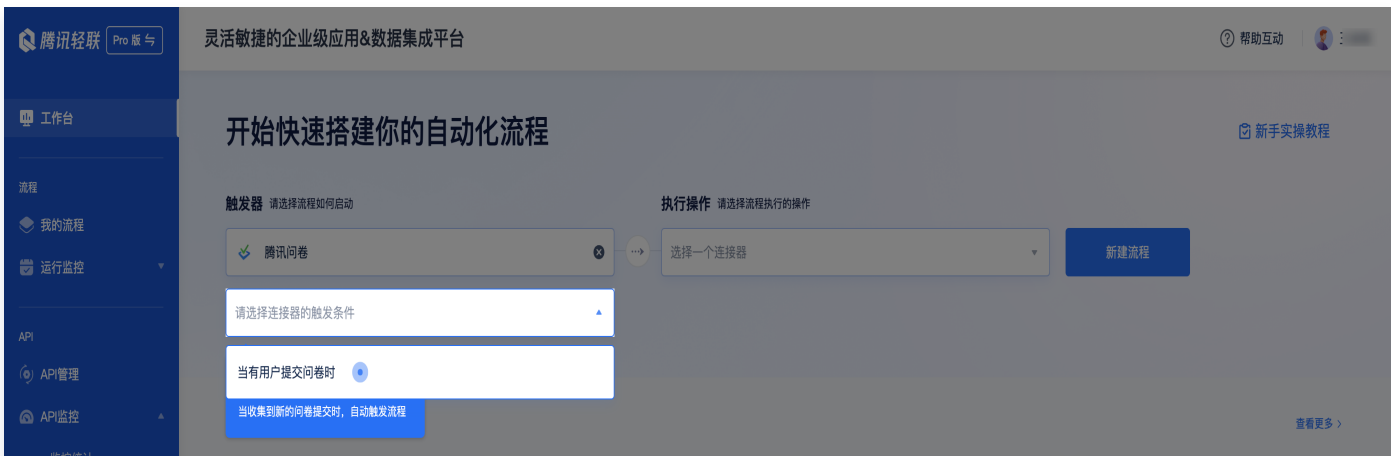 腾讯轻联 Pro 版
灵活敏捷的企业级应用&数据集成平台
帮助互动
工作台
开始快速搭建你的自动化流程
新手实操教程
流程
触发器 请选择流程如何启动
执行操作 请选择流程执行的操作
我的流程
腾讯问卷
选择一个连接器
新建流程
运行监控
请选择连接器的触发条件
API
API管理
当有用户提交问卷时
API监控
当收集到新的问卷提交时，自动触发流程
查看更多